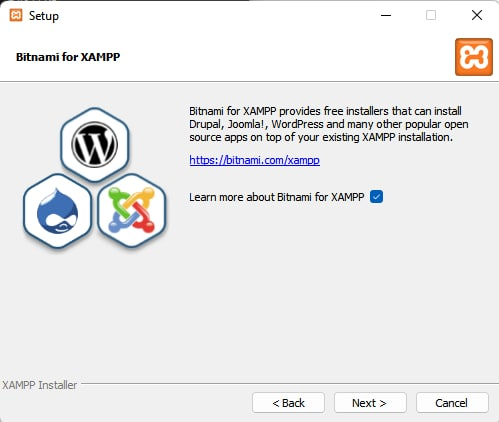 Setup
Bitnami for XAMPP
Bitnami for XAMPP provides free installers that can install
Drupal, Joomla!, WordPress and many other popular open
source apps on top of your existing XAMPP installation.
https://bitnami.com/xampp
Learn more about Bitnami for XAMPP
XAMPP Installer
< Back
Next >
Cancel